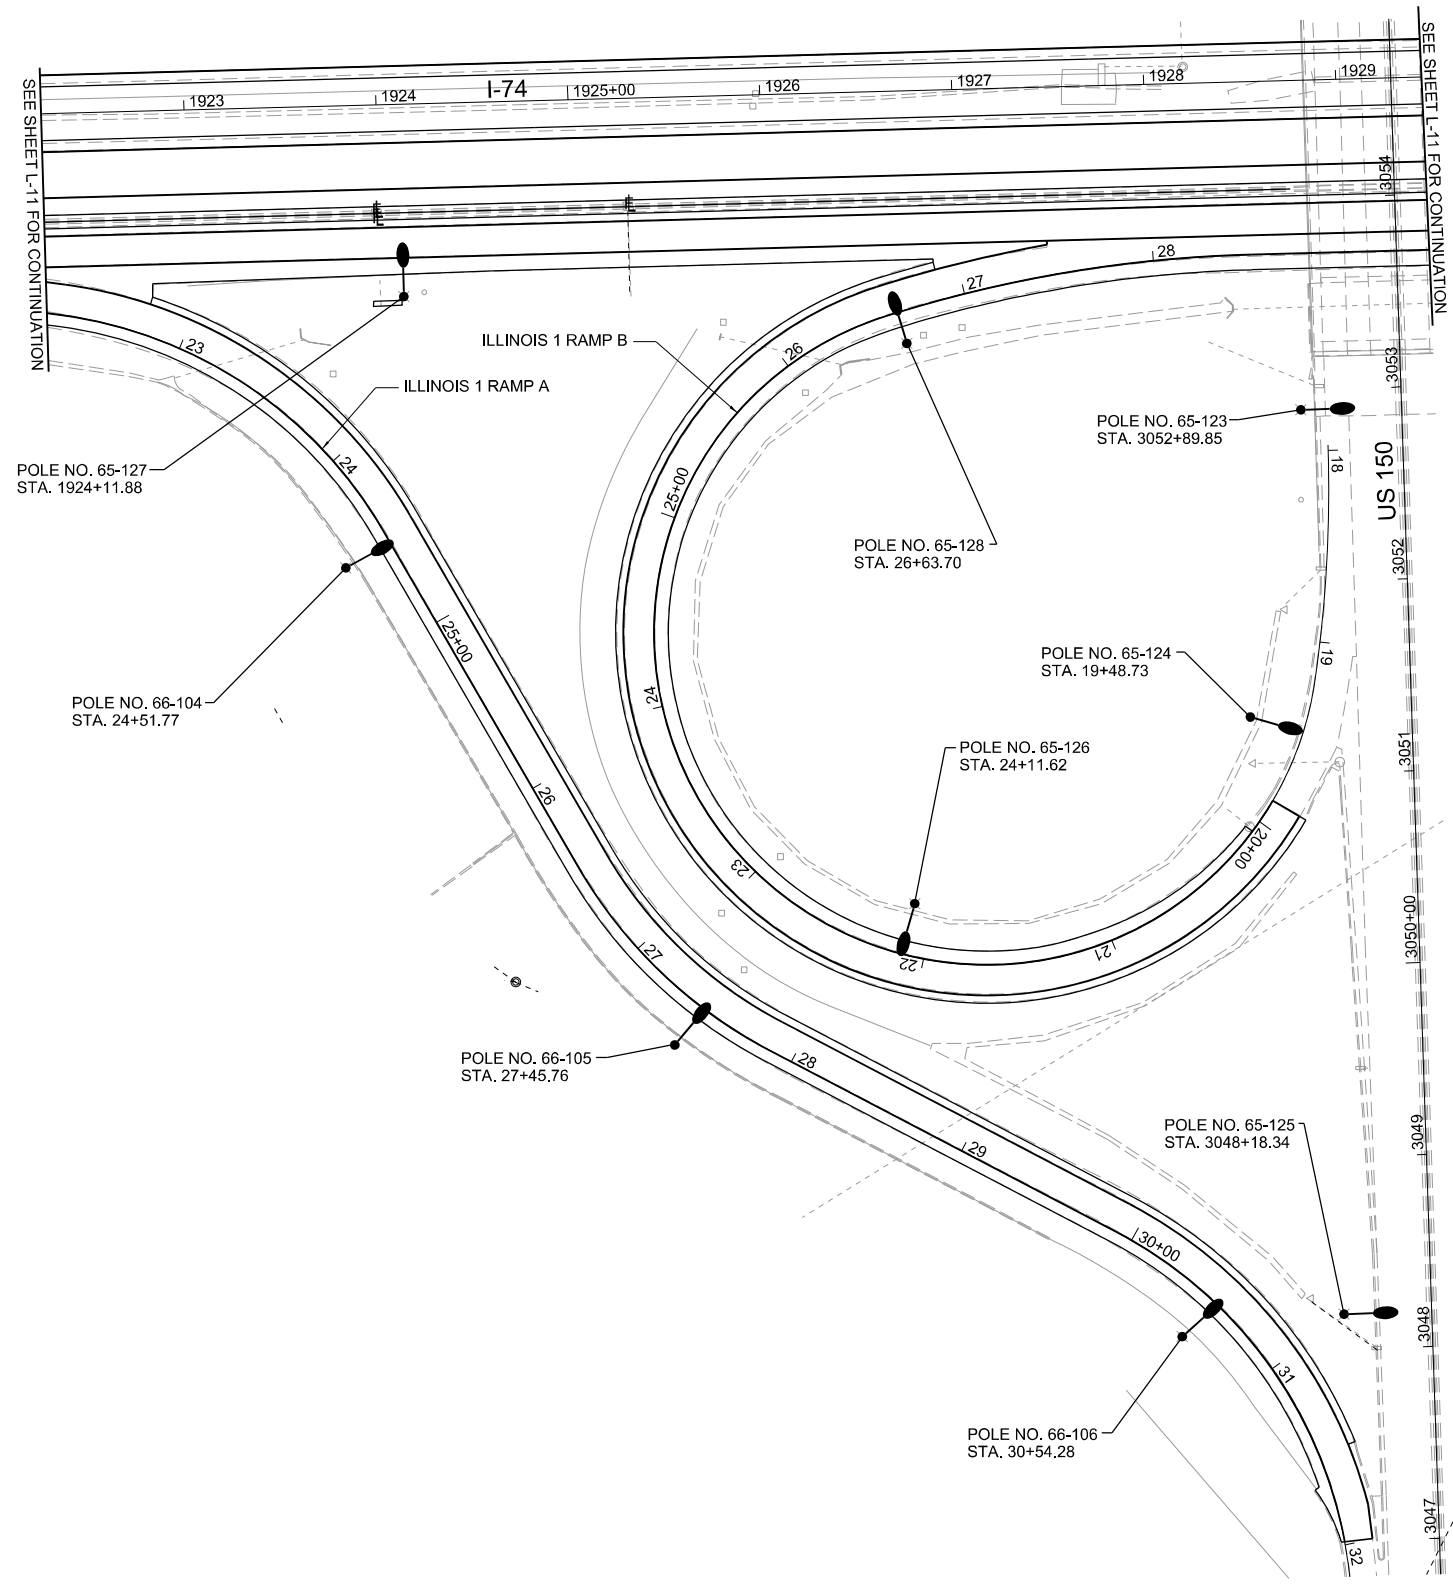 SEE SHEET L-11 FOR CONTINUATION
I-74
1923
1924
1925+00
1926
1927
1928
1929
SEE SHEET L-11 FOR CONTINUATION
3054
3053
3052
3051
3050+00
3049
3048
3047
US 150
28
27
26
25+00
24
23
22
21
20+00
19
18
ILLINOIS 1 RAMP B
ILLINOIS 1 RAMP A
23
24
25+00
26
27
28
29
30+00
31
32
POLE NO. 65-123
STA. 3052+89.85
POLE NO. 65-127
STA. 1924+11.88
POLE NO. 65-128
STA. 26+63.70
POLE NO. 65-124
STA. 19+48.73
POLE NO. 66-104
STA. 24+51.77
POLE NO. 65-126
STA. 24+11.62
POLE NO. 66-105
STA. 27+45.76
POLE NO. 65-125
STA. 3048+18.34
POLE NO. 66-106
STA. 30+54.28